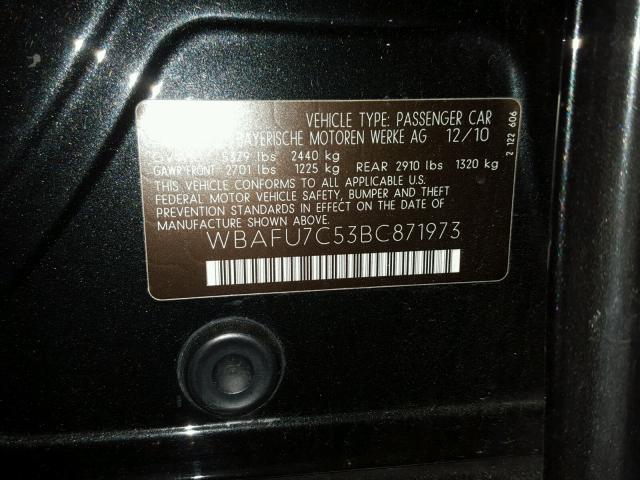 VEHICLE TYPE: PASSENGER CAR
BAYERISCHE MOTOREN WERKE AG 12/10
5379 lbs 2440 kg
GAWR FRONT 2701 lbs 1225 kg REAR 2910 lbs 1320 kg
THIS VEHICLE CONFORMS TO ALL APPLICABLE U.S.
FEDERAL MOTOR VEHICLE SAFETY, BUMPER AND THEFT
PREVENTION STANDARDS IN EFFECT ON THE DATE OF
MANUFACTURE SHOWN ABOVE.
WBAFU7C53BC871973
2 122 606